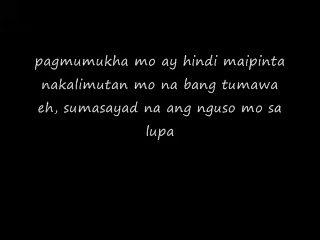 pagmumukha mo ay hindi maipinta
nakalimutan mo na bang tumawa
eh, sumasayad na ang nguso mo sa
lupa